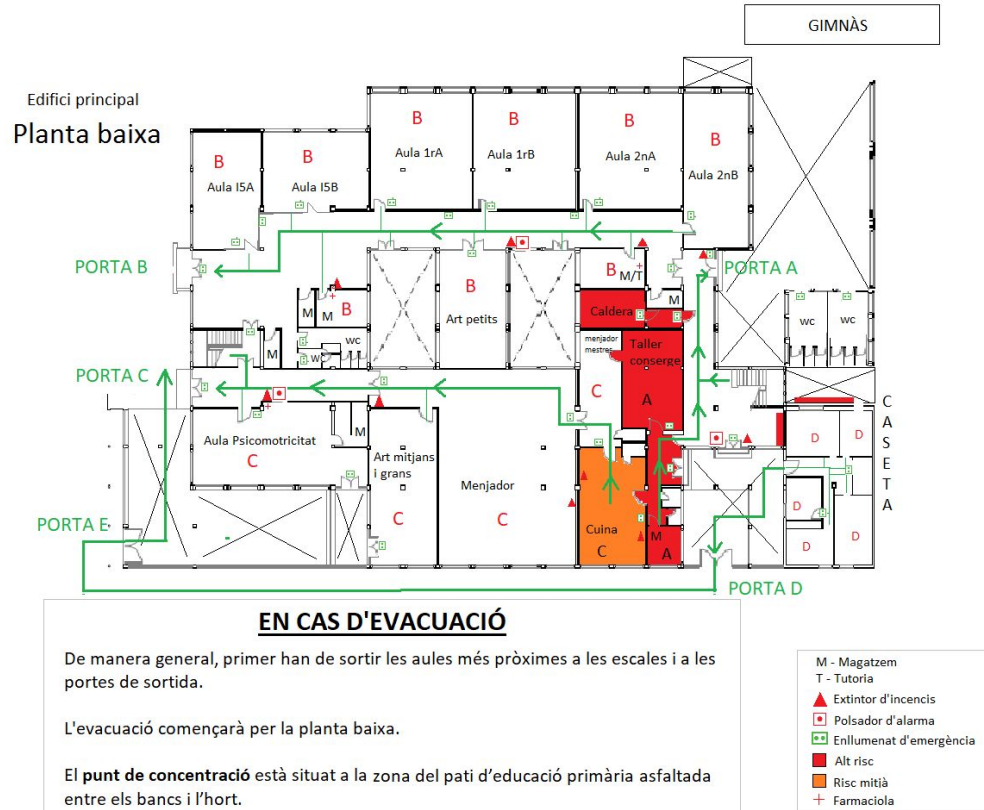 GIMNÀS
Edifici principal
Planta baixa
B
Aula I5A
B
Aula I5B
B
Aula 1rA
B
Aula 1rB
B
Aula 2nA
B
Aula 2nB
PORTA B
PORTA A
B
M/T
M
B
Art petits
Caldera
M
M
B
wc
W
M
wc
wc
menjador
mestres
Taller
conserge
C
A
PORTA C
Aula Psicomotricitat
C
M
Art mitjans
i grans
C
Menjador
C
Cuina
C
M
A
D
D
D
D
D
C
A
S
E
T
A
PORTA E
PORTA D
EN CAS D'EVACUACIÓ
De manera general, primer han de sortir les aules més pròximes a les escales i a les
portes de sortida.
L'evacuació començarà per la planta baixa.
El punt de concentració està situat a la zona del pati d’educació primària asfaltada
entre els bancs i l’hort.
M - Magatzem
T - Tutoria
Extintor d'incencis
Polsador d'alarma
Enllumenat d'emergència
Alt risc
Risc mitjà
Farmaciola